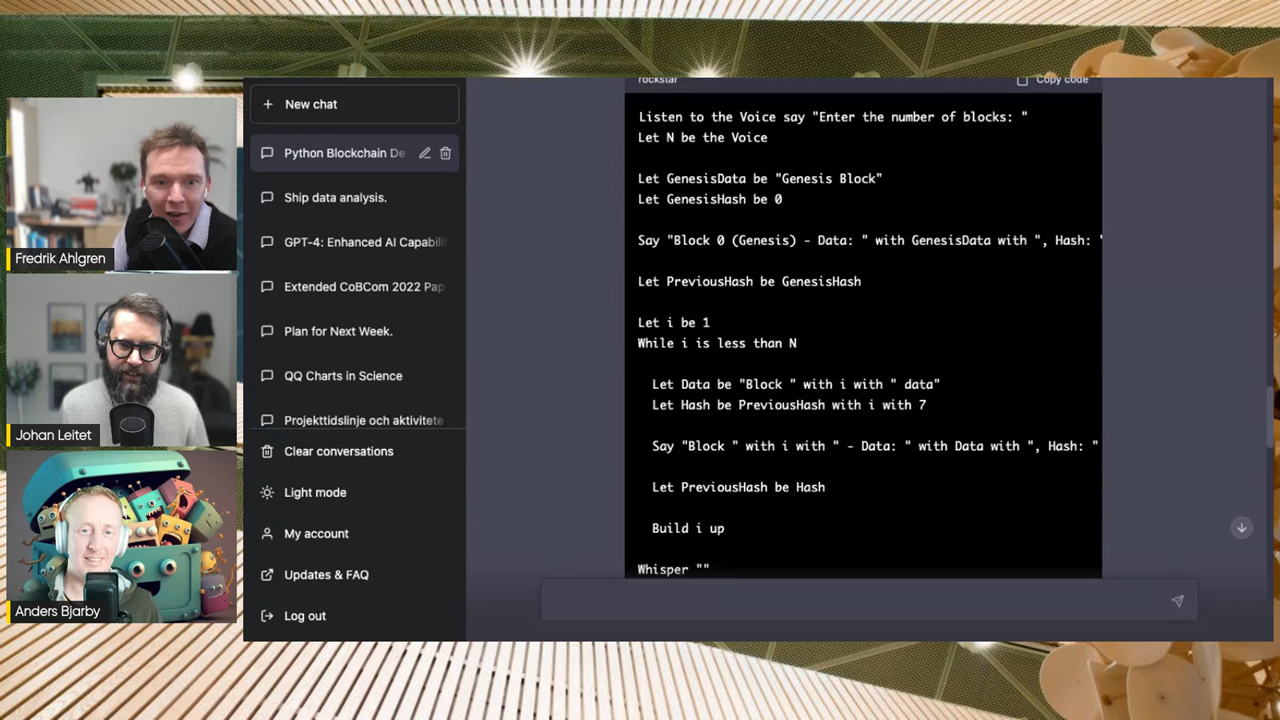 Fredrik Ahlgren
Johan Leitet
Anders Bjarby
New chat
Python Blockchain De
Ship data analysis.
GPT-4: Enhanced AI Capabili
Extended CoBCom 2022 Pap
Plan for Next Week.
QQ Charts in Science
Projekttidslinje och aktivitete
Clear conversations
Light mode
My account
Updates & FAQ
Log out
rockstar
Copy code
Listen to the Voice say "Enter the number of blocks: "
Let N be the Voice
Let GenesisData be "Genesis Block"
Let GenesisHash be 0
Say "Block 0 (Genesis) - Data: " with GenesisData with ", Hash: "
Let PreviousHash be GenesisHash
Let i be 1
While i is less than N
Let Data be "Block " with i with " data"
Let Hash be PreviousHash with i with 7
Say "Block " with i with " - Data: " with Data with ", Hash: "
Let PreviousHash be Hash
Build i up
Whisper ""